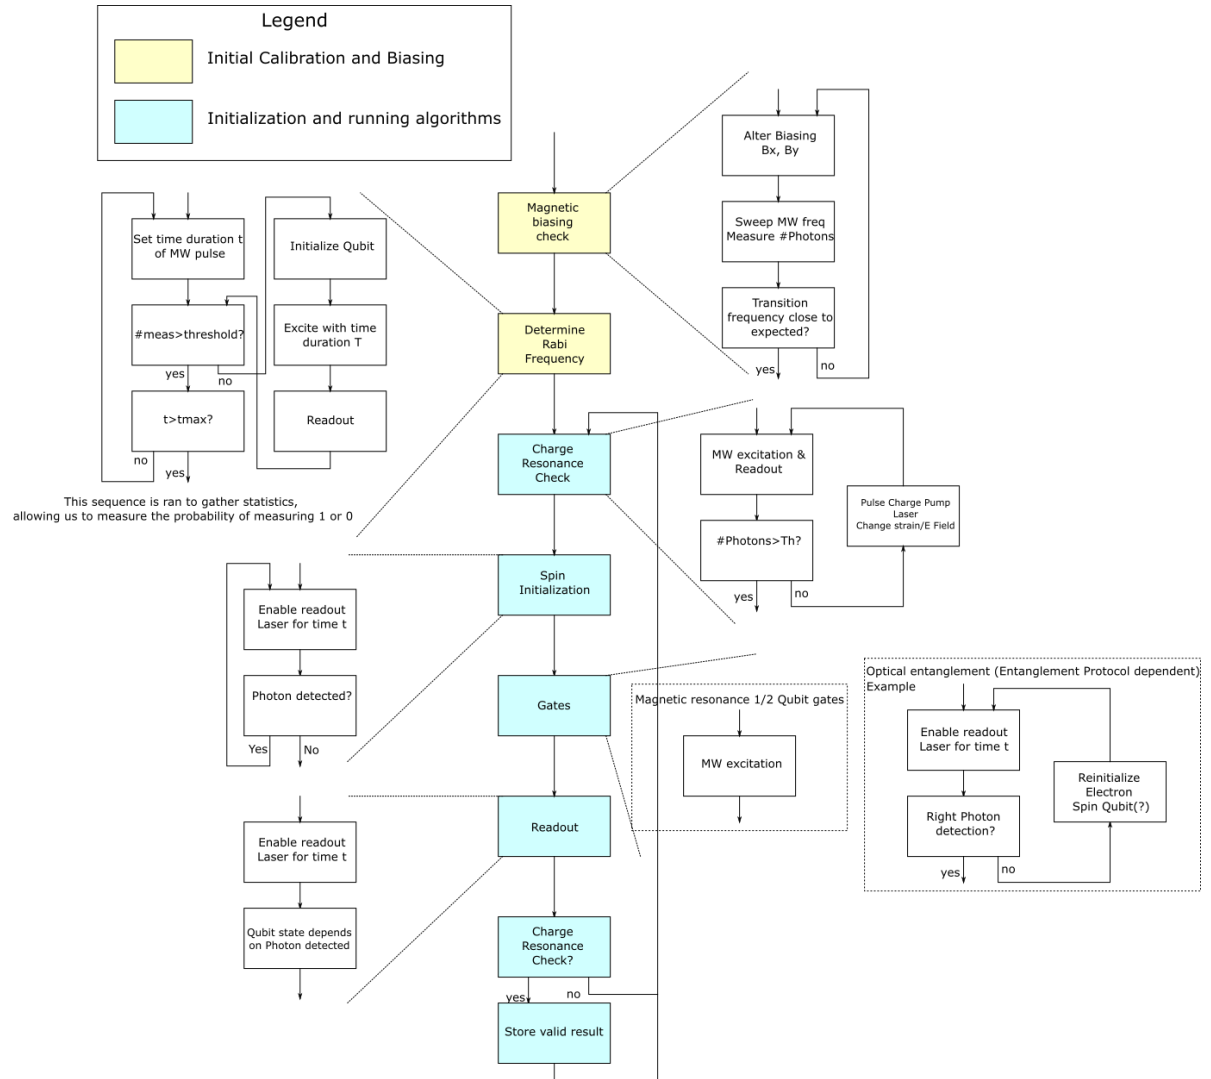 Legend
Initial Calibration and Biasing
Initialization and running algorithms
Magnetic
biasing
check
Alter Biasing
Bx, By
Sweep MW freq
Measure #Photons
Transition
frequency close to
expected?
yes
no
Set time duration t
of MW pulse
#meas>threshold?
yes
no
t>tmax?
no
yes
Initialize Qubit
Excite with time
duration T
Readout
This sequence is ran to gather statistics,
allowing us to measure the probability of measuring 1 or 0
Determine
Rabi
Frequency
Charge
Resonance
Check
MW excitation &
Readout
#Photons>Th?
yes
no
Pulse Charge Pump
Laser
Change strain/E Field
Spin
Initialization
Enable readout
Laser for time t
Photon detected?
Yes
No
Gates
Magnetic resonance 1/2 Qubit gates
MW excitation
Optical entanglement (Entanglement Protocol dependent)
Example
Enable readout
Laser for time t
Right Photon
detection?
yes
no
Reinitialize
Electron
Spin Qubit(?)
Readout
Enable readout
Laser for time t
Qubit state depends
on Photon detected
Charge
Resonance
Check?
yes
no
Store valid result